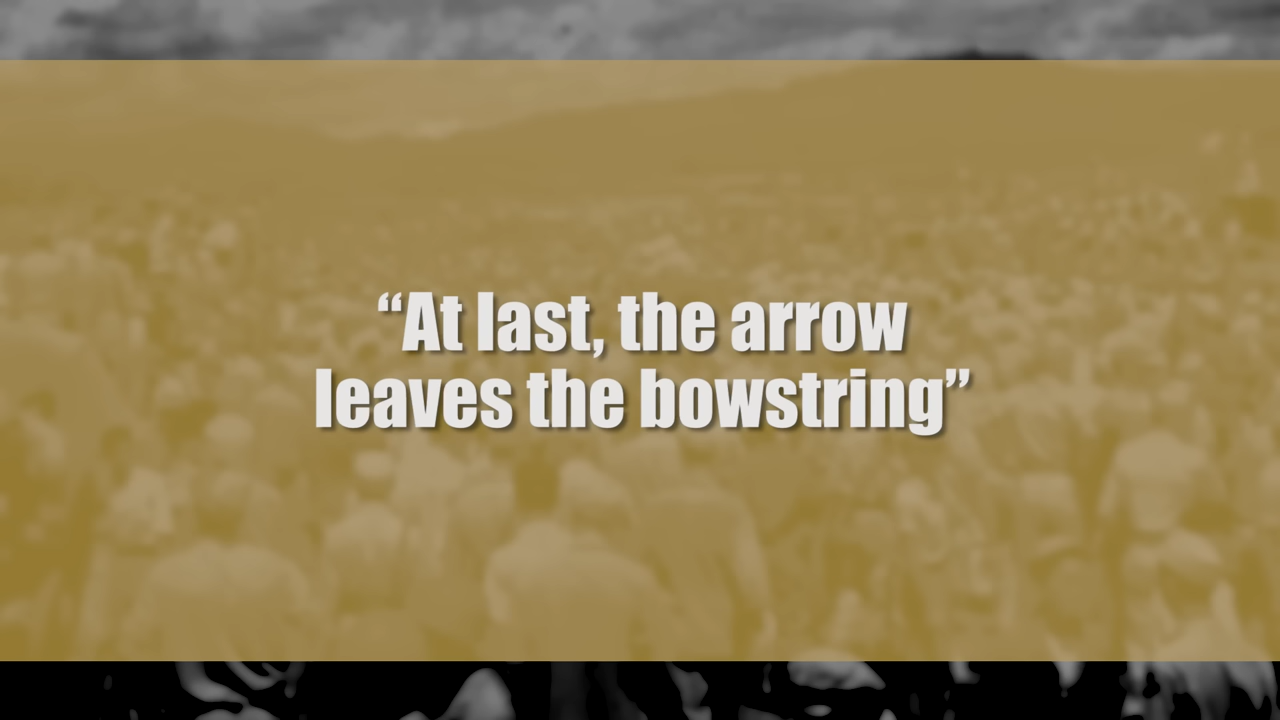 “At last, the arrow
leaves the bowstring”